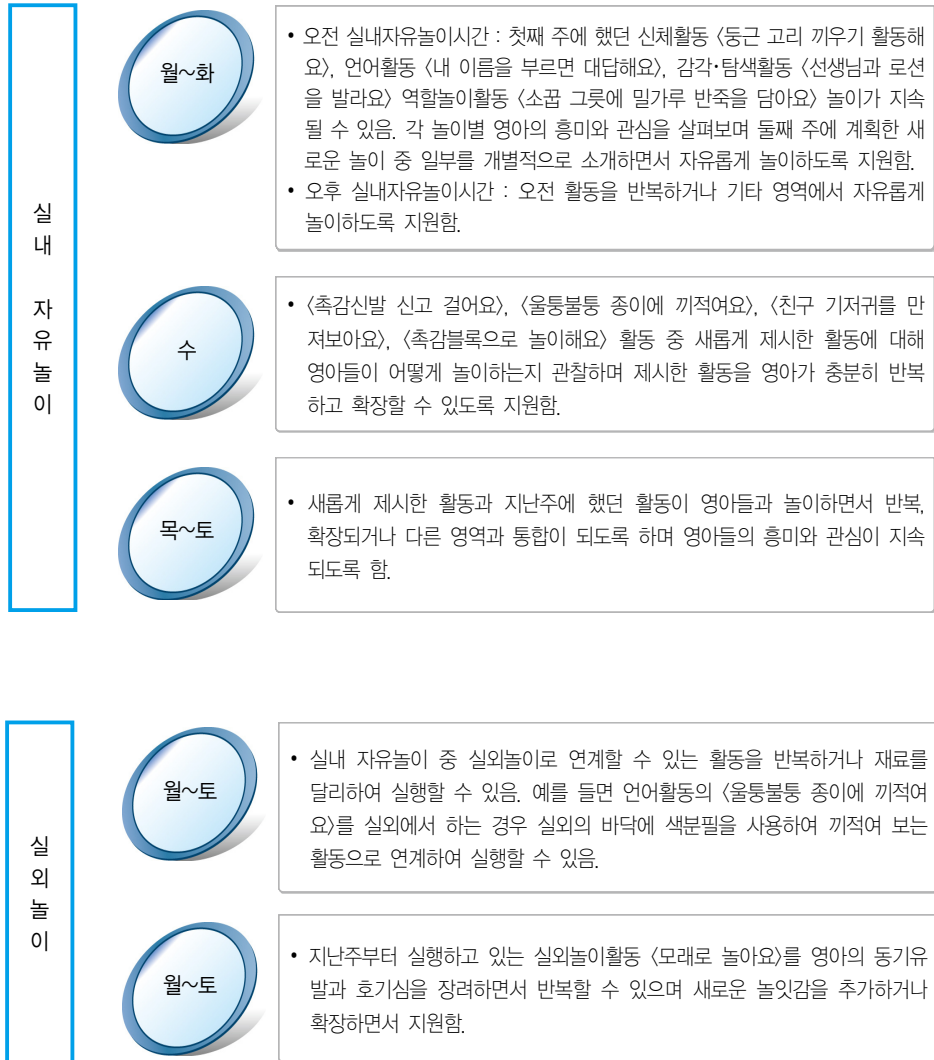 실
내
자
유
놀
이
월~화
• 오전 실내자유놀이시간 : 첫째 주에 했던 신체활동 〈둥근 고리 끼우기 활동해
요〉, 언어활동 〈내 이름을 부르면 대답해요〉, 감각·탐색활동 〈선생님과 로션
을 발라요〉 역할놀이활동 〈소꿉 그릇에 밀가루 반죽을 담아요〉 놀이가 지속
될 수 있음. 각 놀이별 영아의 흥미와 관심을 살펴보며 둘째 주에 계획한 새
로운 놀이 중 일부를 개별적으로 소개하면서 자유롭게 놀이하도록 지원함.
• 오후 실내자유놀이시간 : 오전 활동을 반복하거나 기타 영역에서 자유롭게
놀이하도록 지원함.
수
• 〈촉감신발 신고 걸어요〉, 〈울퉁불퉁 종이에 끼적여요〉, 〈친구 기저귀를 만
져보아요〉, 〈촉감블록으로 놀이해요〉 활동 중 새롭게 제시한 활동에 대해
영아들이 어떻게 놀이하는지 관찰하며 제시한 활동을 영아가 충분히 반복
하고 확장할 수 있도록 지원함.
목~토
• 새롭게 제시한 활동과 지난주에 했던 활동이 영아들과 놀이하면서 반복,
확장되거나 다른 영역과 통합이 되도록 하며 영아들의 흥미와 관심이 지속
되도록 함.
실
외
놀
이
월~토
• 실내 자유놀이 중 실외놀이로 연계할 수 있는 활동을 반복하거나 재료를
달리하여 실행할 수 있음. 예를 들면 언어활동의 〈울퉁불퉁 종이에 끼적여
요〉를 실외에서 하는 경우 실외의 바닥에 색분필을 사용하여 끼적여 보는
활동으로 연계하여 실행할 수 있음.
월~토
• 지난주부터 실행하고 있는 실외놀이활동 〈모래로 놀아요〉를 영아의 동기유
발과 호기심을 장려하면서 반복할 수 있으며 새로운 놀잇감을 추가하거나
확장하면서 지원함.